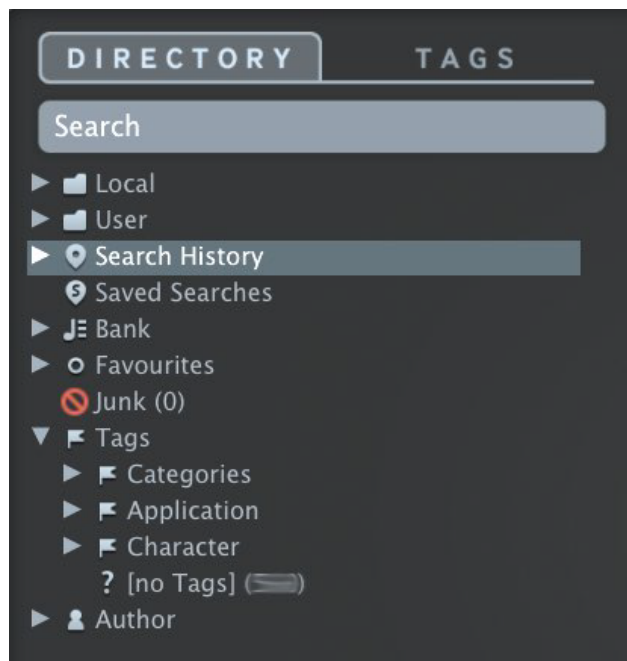 DIRECTORY TAGS
Search
Local
User
Search History
Saved Searches
Bank
Favourites
Junk (0)
Tags
Categories
Application
Character
? [no Tags] ()
Author